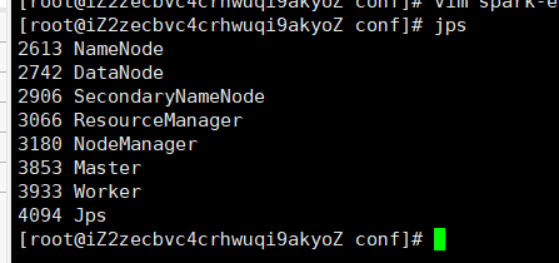 [root@iZ2zecbvc4crhwuqi9akyoZ conf]# vim spark-e
[root@iZ2zecbvc4crhwuqi9akyoZ conf]# jps
2613 NameNode
2742 DataNode
2906 SecondaryNameNode
3066 ResourceManager
3180 NodeManager
3853 Master
3933 Worker
4094 Jps
[root@iZ2zecbvc4crhwuqi9akyoZ conf]#